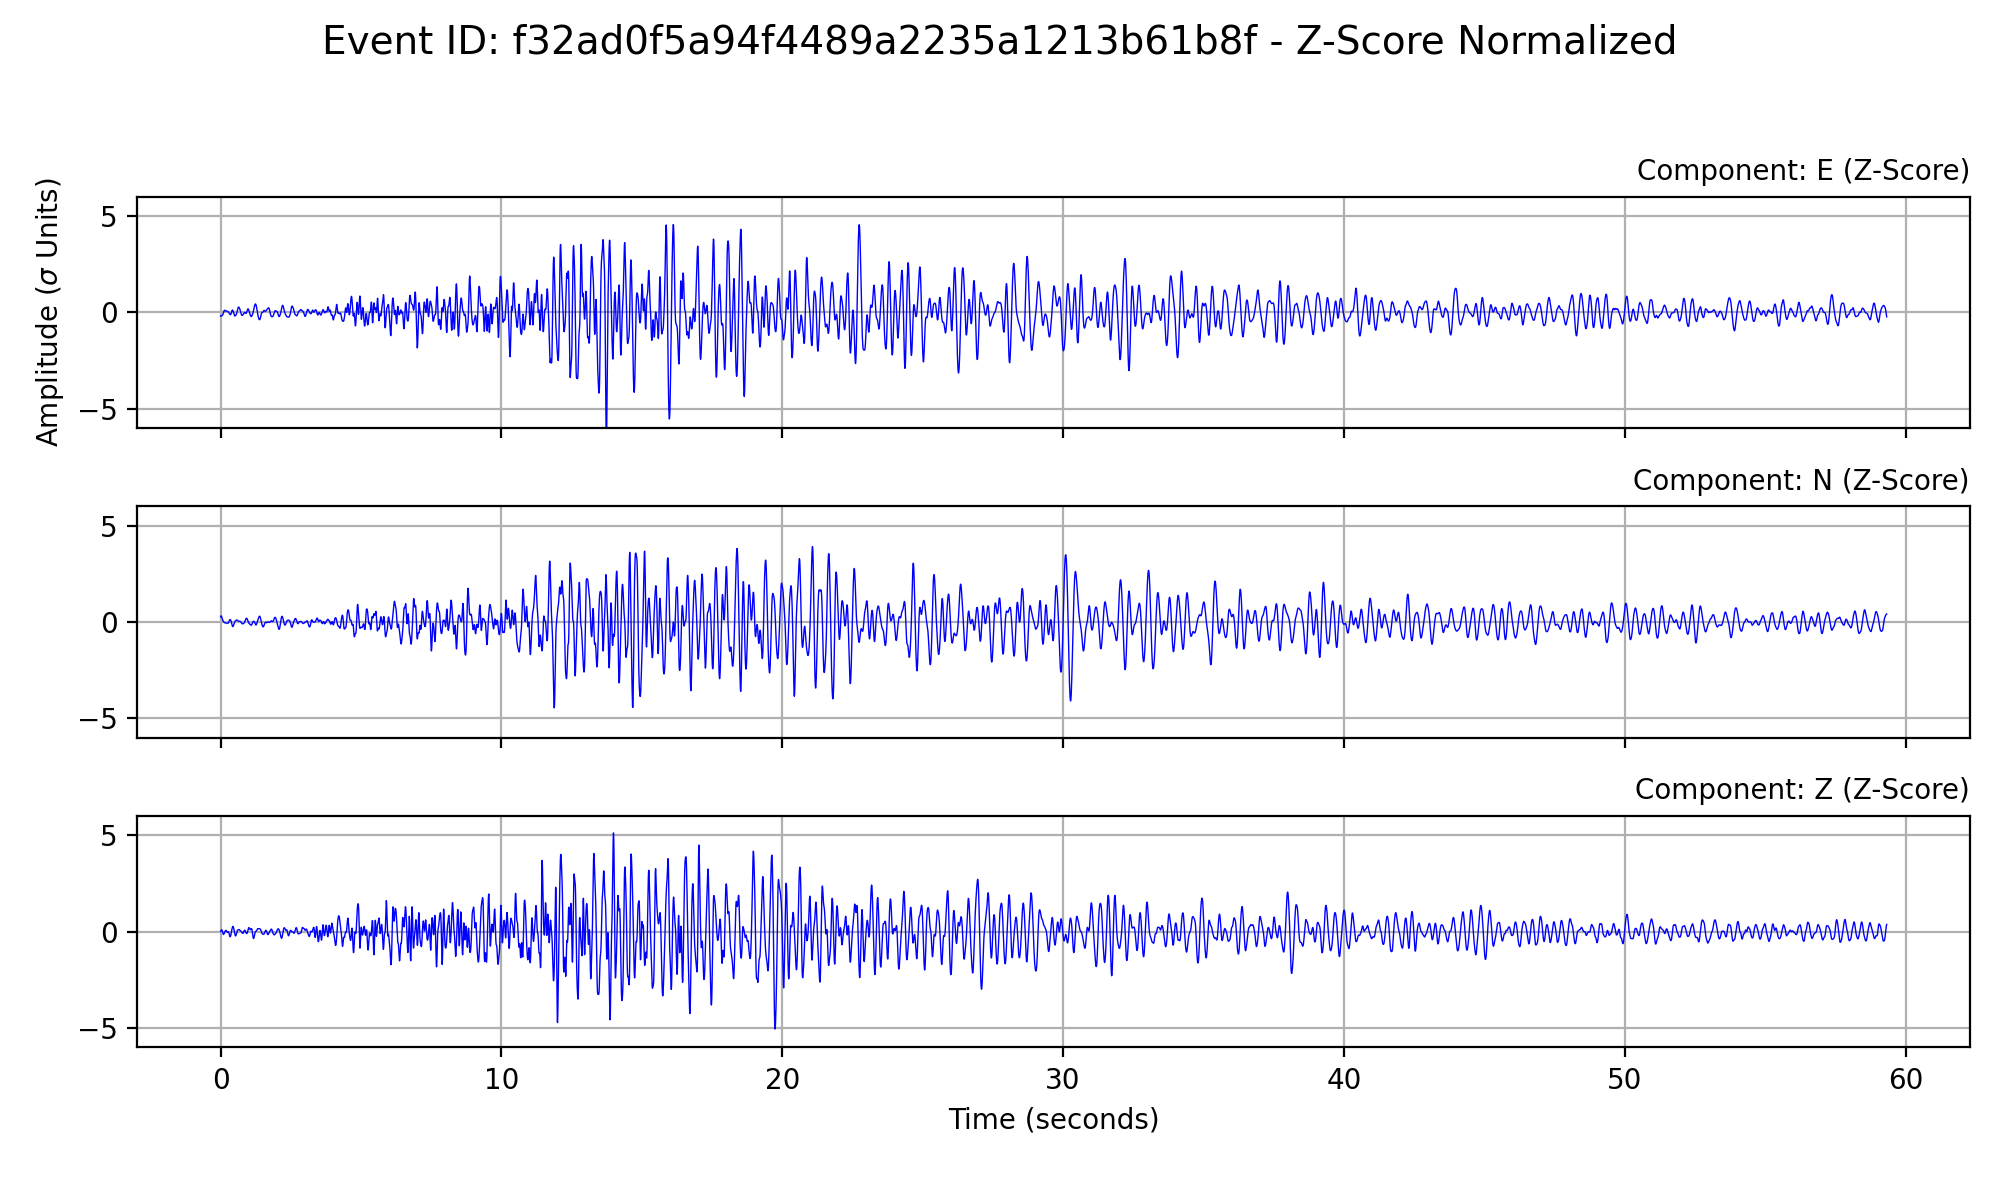 Event ID: f32ad0f5a94f4489a2235a1213b61b8f - Z-Score Normalized
Component: E (Z-Score)
Amplitude (σ Units)
5
0
−5
Component: N (Z-Score)
5
0
−5
Component: Z (Z-Score)
5
0
−5
0 10 20 30 40 50 60
Time (seconds)